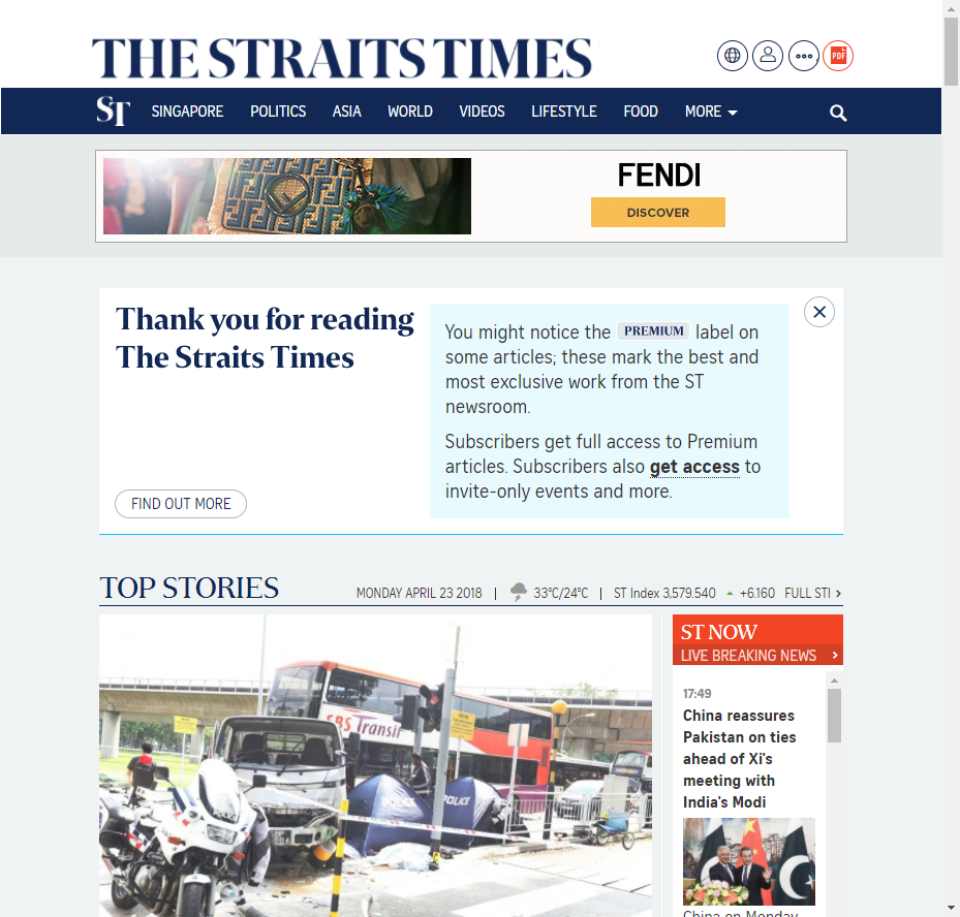 THE STRAITS TIMES
PDF
ST SINGAPORE POLITICS ASIA WORLD VIDEOS LIFESTYLE FOOD MORE
FENDI
DISCOVER
Thank you for reading
The Straits Times
FIND OUT MORE
You might notice the PREMIUM label on
some articles; these mark the best and
most exclusive work from the ST
newsroom.
Subscribers get full access to Premium
articles. Subscribers also get access to
invite-only events and more.
TOP STORIES
MONDAY APRIL 23 2018 | 33°C/24°C | ST Index 3,579.540 +6.160 FULL STI >
SBS Transit
POLICE
POLICE
ST NOW
LIVE BREAKING NEWS >
17:49
China reassures
Pakistan on ties
ahead of Xi's
meeting with
India's Modi
China on Monday